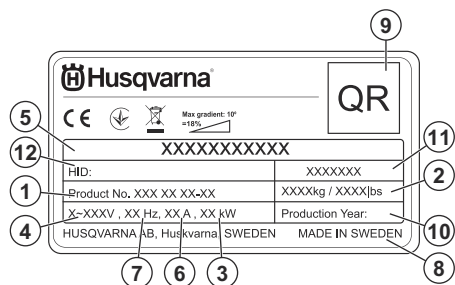 9
Husqvarna
QR
CE
Max gradient: 10°
=18%
5
XXXXXXXXXXX
11
12
HID:
XXXXXXX
1
Product No. XXX XX XX-XX
XXXXkg / XXXX|bs
2
4
X~XXXV , XX Hz, XX A , XX kW
Production Year:
10
HUSQVARNA AB, Huskvarna, SWEDEN
MADE IN SWEDEN
7
6
3
8